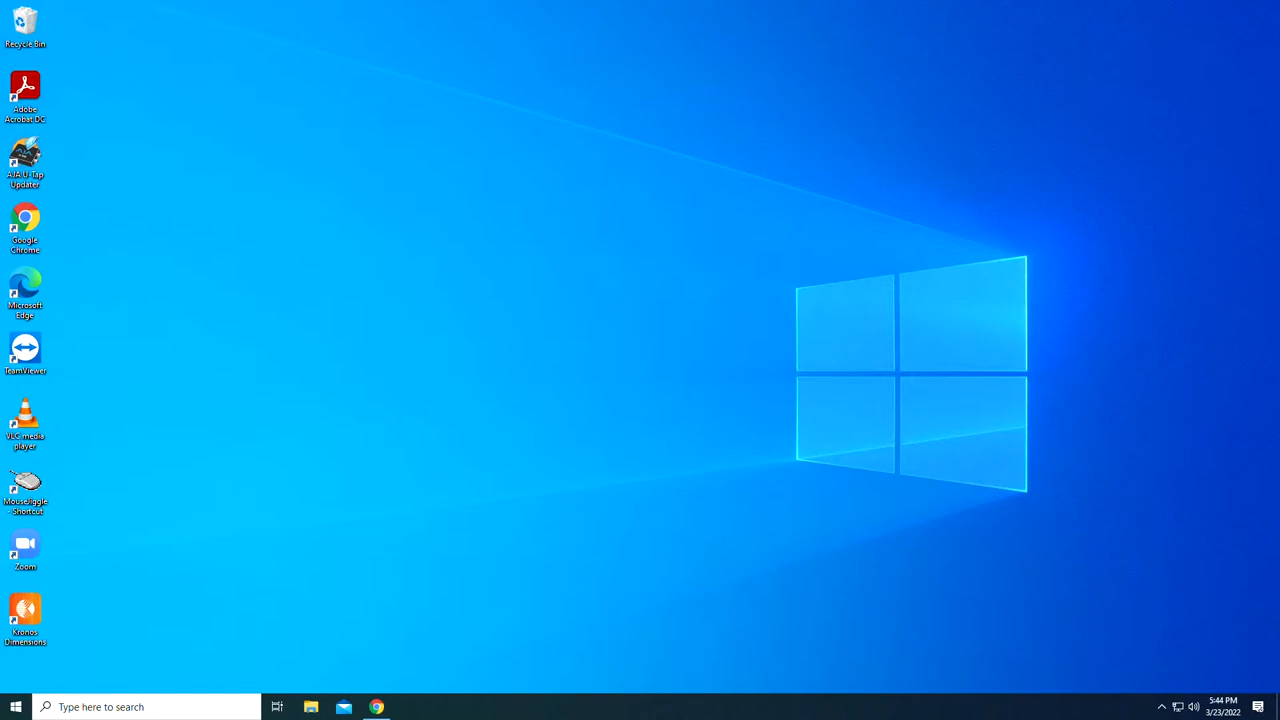 Recycle Bin
Adobe
Acrobat DC
AJA U-Tap
Updater
Google
Chrome
Microsoft
Edge
TeamViewer
VLC media
player
MouseJiggle
- Shortcut
Zoom
Kronos
Dimensions
Type here to search
5:44 PM
3/23/2022